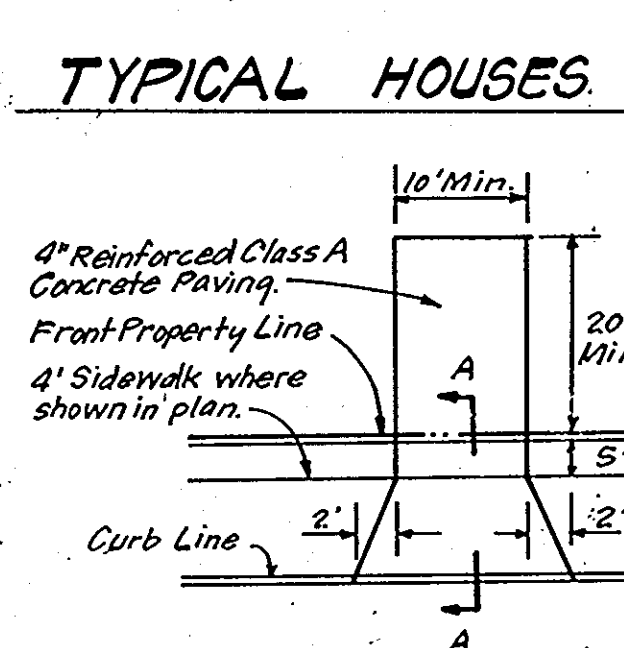 TYPICAL HOUSES.
10' Min.
4" Reinforced Class A
Concrete Paving.
Front Property Line
4' Sidewalk where
shown in plan.
A
20
Min
5'
2'
2'
Curb Line
A